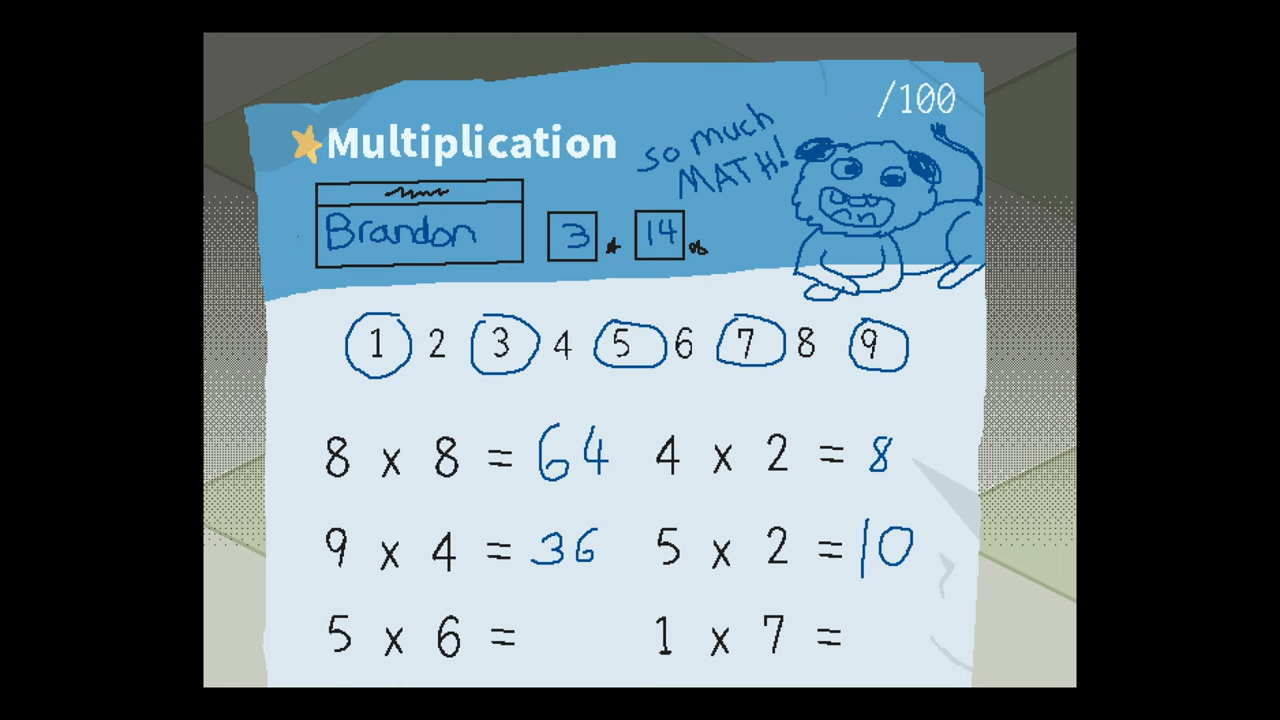 /100
Multiplication
so much
MATH!
Brandon 3 14
1 2 3 4 5 6 7 8 9
8 x 8 = 64 4 x 2 = 8
9 x 4 = 36 5 x 2 = 10
5 x 6 = 1 x 7 =